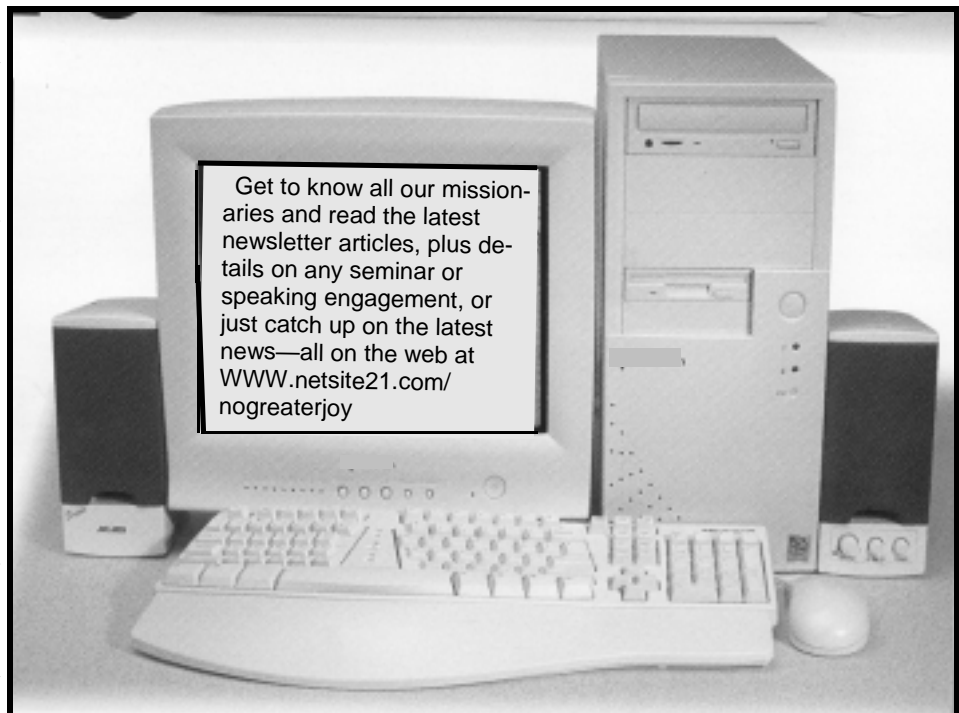 Get to know all our mission-
aries and read the latest
newsletter articles, plus de-
tails on any seminar or
speaking engagement, or
just catch up on the latest
news—all on the web at
WWW.netsite21.com/
nogreaterjoy